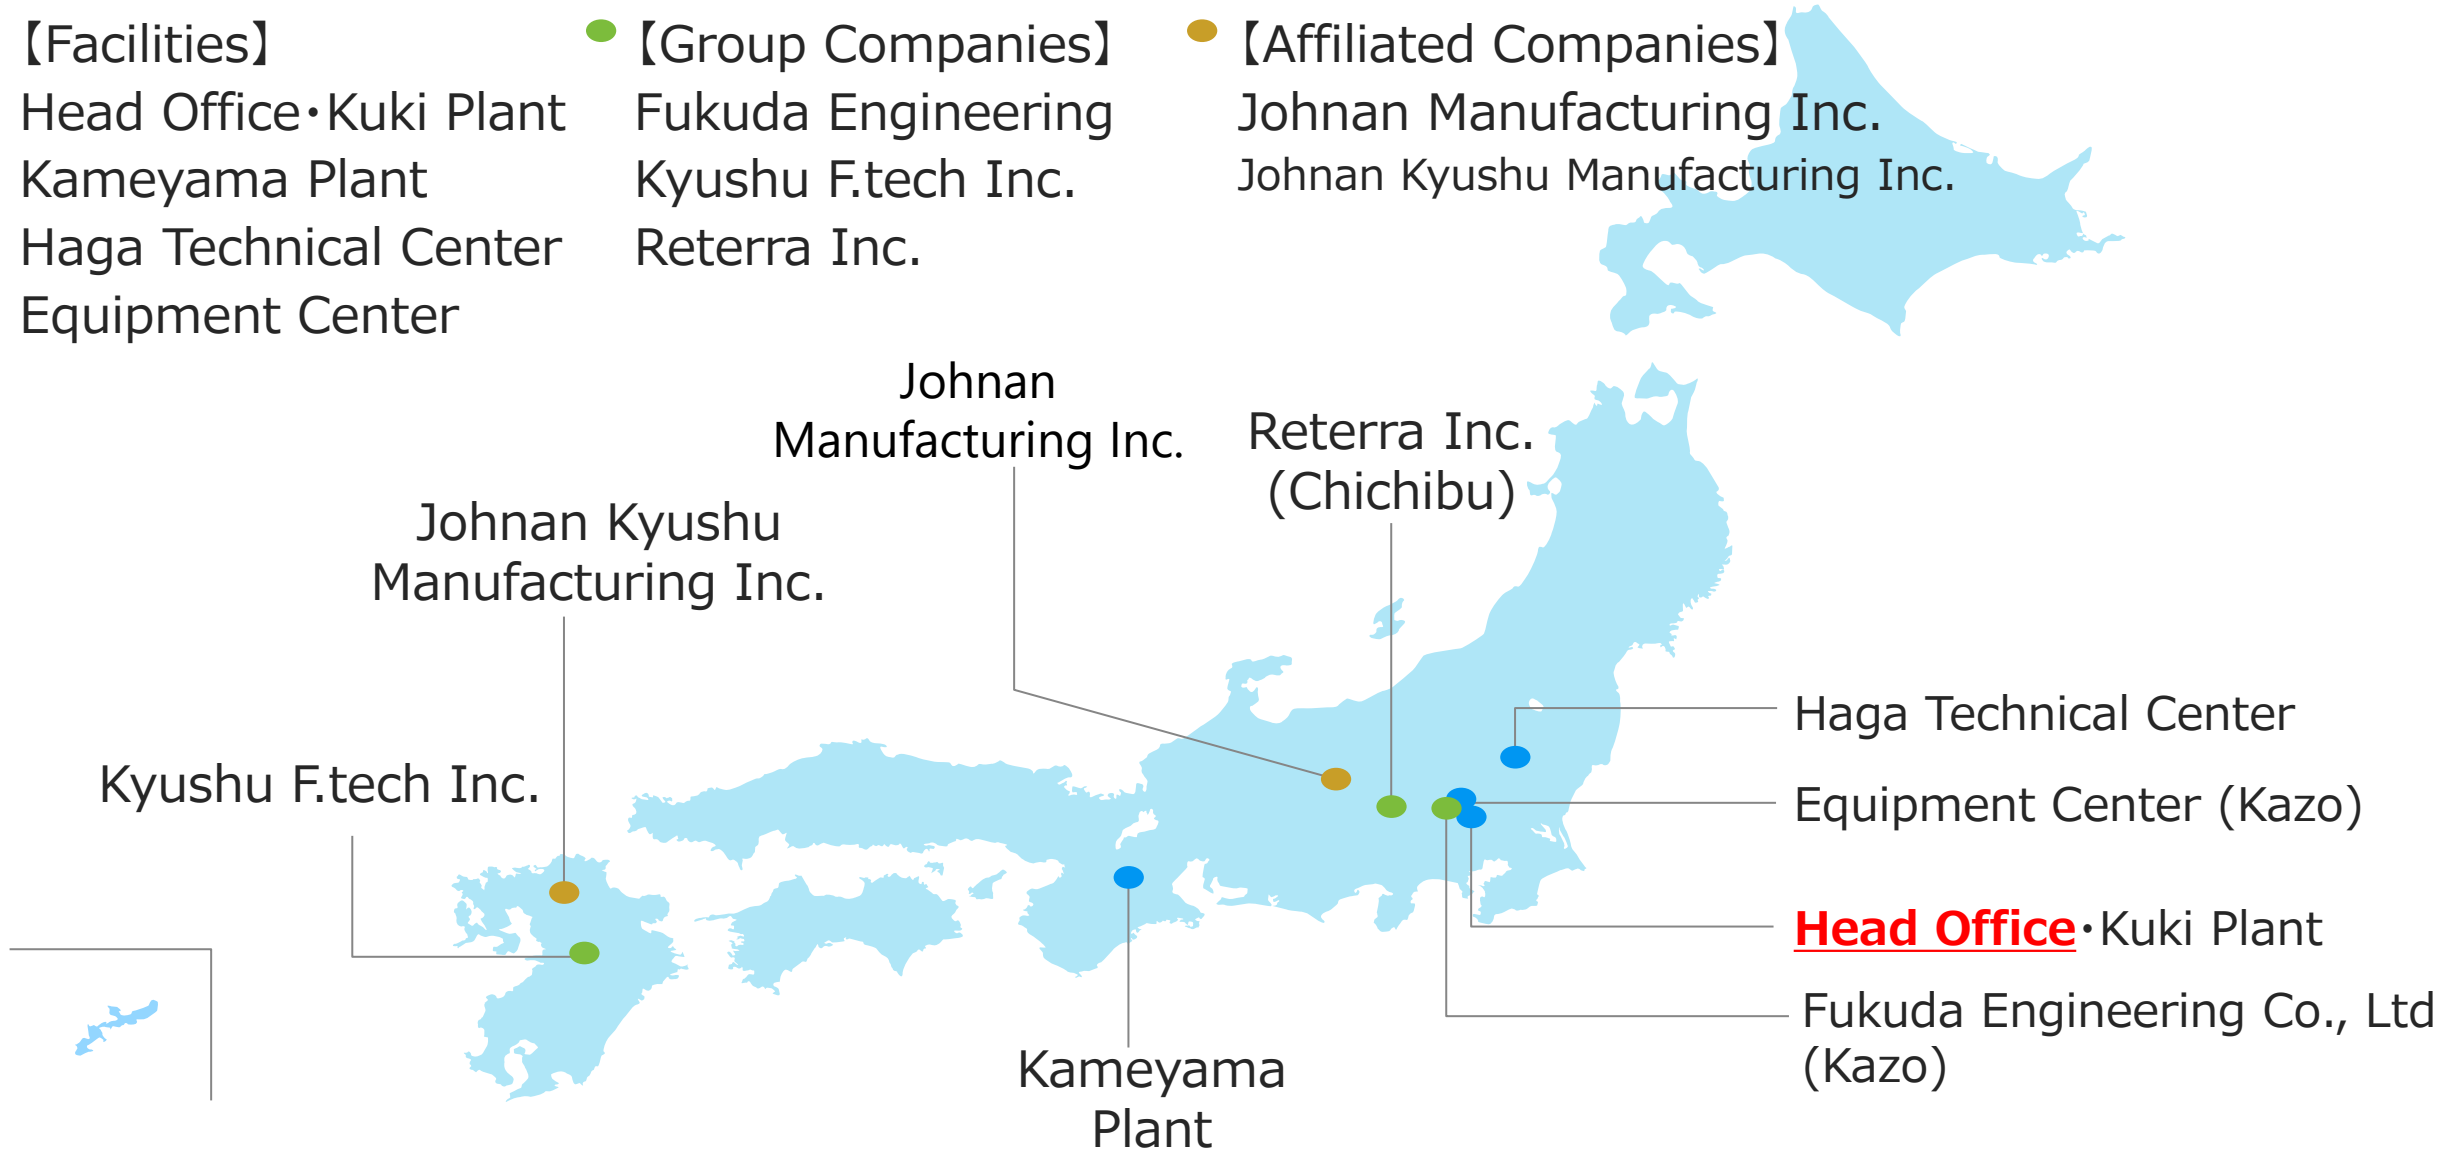 【Facilities】
Head Office・Kuki Plant
Kameyama Plant
Haga Technical Center
Equipment Center
【Group Companies】
Fukuda Engineering
Kyushu F.tech Inc.
Reterra Inc.
【Affiliated Companies】
Johnan Manufacturing Inc.
Johnan Kyushu Manufacturing Inc.
Johnan
Manufacturing Inc.
Reterra Inc.
(Chichibu)
Johnan Kyushu
Manufacturing Inc.
Kyushu F.tech Inc.
Haga Technical Center
Equipment Center (Kazo)
Head Office・Kuki Plant
Fukuda Engineering Co., Ltd
(Kazo)
Kameyama
Plant